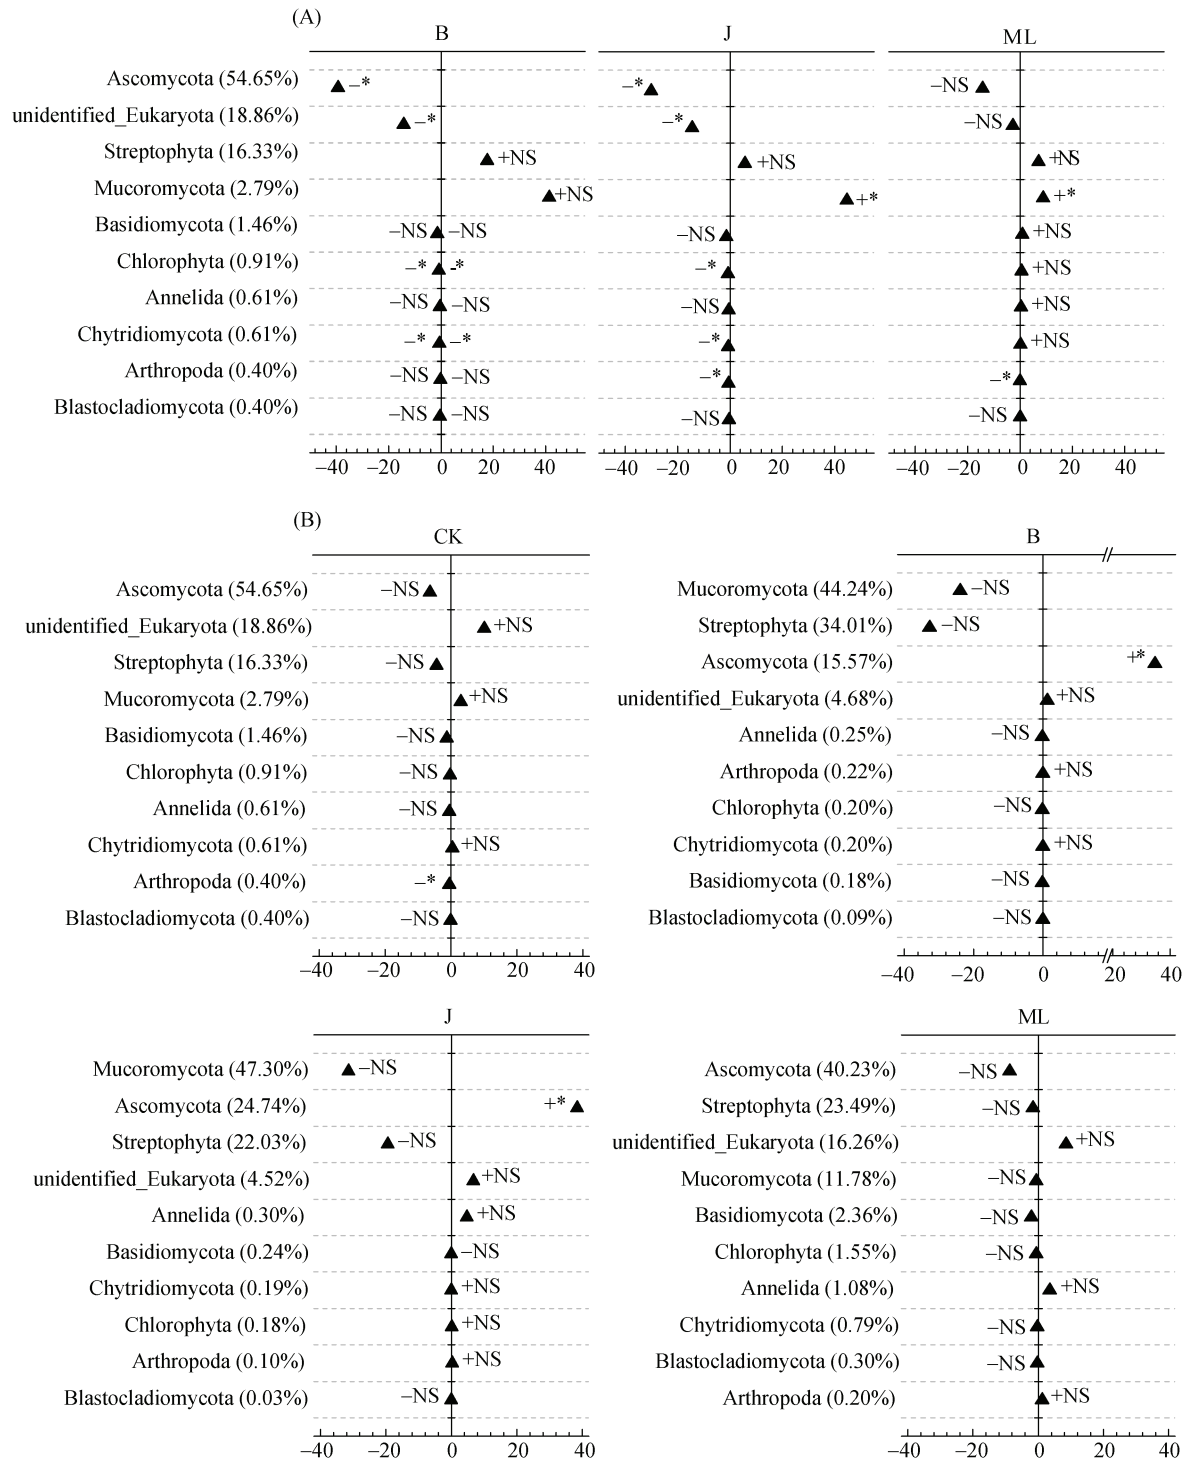 (A)
B J ML
Ascomycota (54.65%) –* –* –NS
unidentified_Eukaryota (18.86%) –* –* –NS
Streptophyta (16.33%) +NS +NS +NS
Mucoromycota (2.79%) +NS +* +*
Basidiomycota (1.46%) –NS –NS –NS +NS
Chlorophyta (0.91%) –* -* –* +NS
Annelida (0.61%) –NS –NS –NS +NS
Chytridiomycota (0.61%) –* –* –* +NS
Arthropoda (0.40%) –NS –NS –* –*
Blastocladiomycota (0.40%) –NS –NS –NS –NS
–40 –20 0 20 40 –40 –20 0 20 40 –40 –20 0 20 40
(B)
CK
Ascomycota (54.65%) –NS
unidentified_Eukaryota (18.86%) +NS
Streptophyta (16.33%) –NS
Mucoromycota (2.79%) +NS
Basidiomycota (1.46%) –NS
Chlorophyta (0.91%) –NS
Annelida (0.61%) –NS
Chytridiomycota (0.61%) +NS
Arthropoda (0.40%) –*
Blastocladiomycota (0.40%) –NS
–40 –20 0 20 40
B
Mucoromycota (44.24%) –NS
Streptophyta (34.01%) –NS
Ascomycota (15.57%) +*
unidentified_Eukaryota (4.68%) +NS
Annelida (0.25%) –NS
Arthropoda (0.22%) +NS
Chlorophyta (0.20%) –NS
Chytridiomycota (0.20%) +NS
Basidiomycota (0.18%) –NS
Blastocladiomycota (0.09%) –NS
–40 –20 0 20 40
J
Mucoromycota (47.30%) –NS
Ascomycota (24.74%) +*
Streptophyta (22.03%) –NS
unidentified_Eukaryota (4.52%) +NS
Annelida (0.30%) +NS
Basidiomycota (0.24%) –NS
Chytridiomycota (0.19%) +NS
Chlorophyta (0.18%) +NS
Arthropoda (0.10%) +NS
Blastocladiomycota (0.03%) –NS
–40 –20 0 20 40
ML
Ascomycota (40.23%) –NS
Streptophyta (23.49%) –NS
unidentified_Eukaryota (16.26%) +NS
Mucoromycota (11.78%) –NS
Basidiomycota (2.36%) –NS
Chlorophyta (1.55%) –NS
Annelida (1.08%) +NS
Chytridiomycota (0.79%) –NS
Blastocladiomycota (0.30%) –NS
Arthropoda (0.20%) +NS
–40 –20 0 20 40